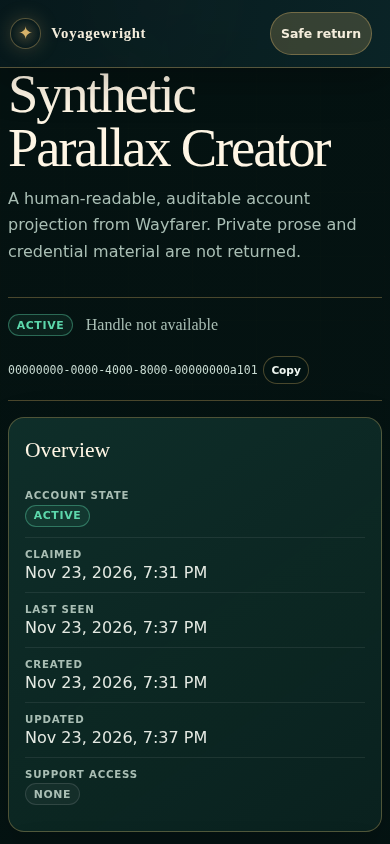 Voyagewright
Safe return
Synthetic
Parallax Creator
A human-readable, auditable account
projection from Wayfarer. Private prose and
credential material are not returned.
ACTIVE Handle not available
00000000-0000-4000-8000-00000000a101 Copy
Overview
ACCOUNT STATE
ACTIVE
CLAIMED
Nov 23, 2026, 7:31 PM
LAST SEEN
Nov 23, 2026, 7:37 PM
CREATED
Nov 23, 2026, 7:31 PM
UPDATED
Nov 23, 2026, 7:37 PM
SUPPORT ACCESS
NONE